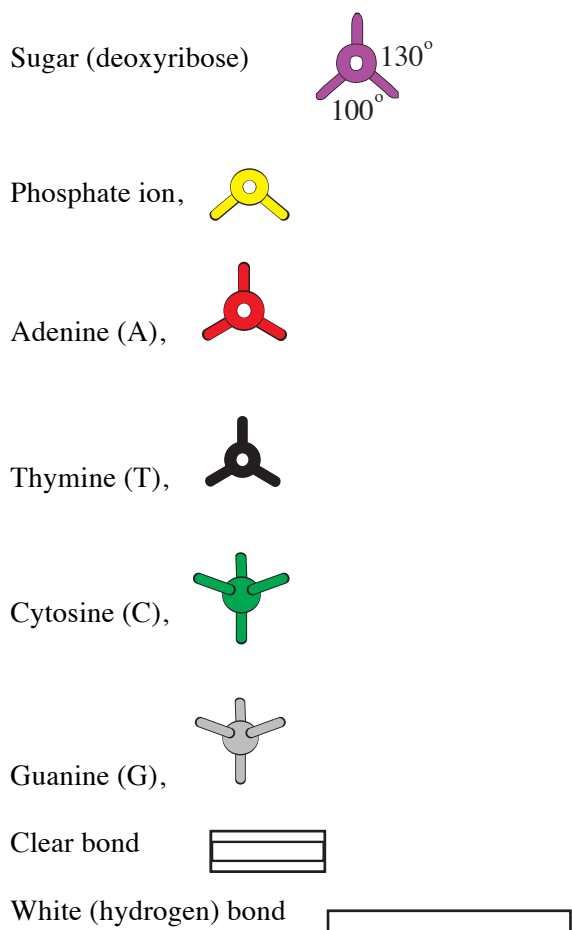 Sugar (deoxyribose)
130°
100°
Phosphate ion,
Adenine (A),
Thymine (T),
Cytosine (C),
Guanine (G),
Clear bond
White (hydrogen) bond